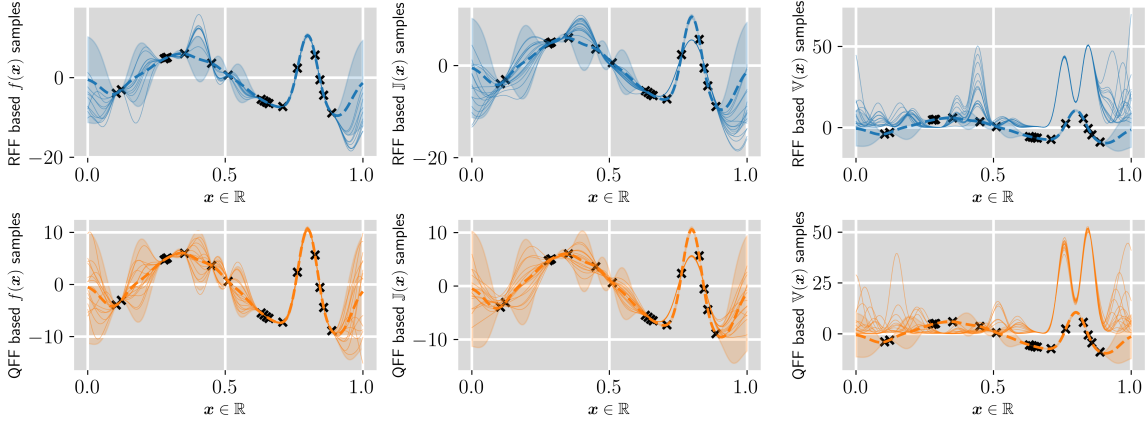 RFF based f(x) samples
0
−20
0.0 0.5 1.0
x ∈ ℝ
RFF based 𝕁(x) samples
0
−20
0.0 0.5 1.0
x ∈ ℝ
RFF based 𝕍(x) samples
50
0
0.0 0.5 1.0
x ∈ ℝ
QFF based f(x) samples
10
0
−10
0.0 0.5 1.0
x ∈ ℝ
QFF based 𝕁(x) samples
10
0
−10
0.0 0.5 1.0
x ∈ ℝ
QFF based 𝕍(x) samples
50
25
0
0.0 0.5 1.0
x ∈ ℝ